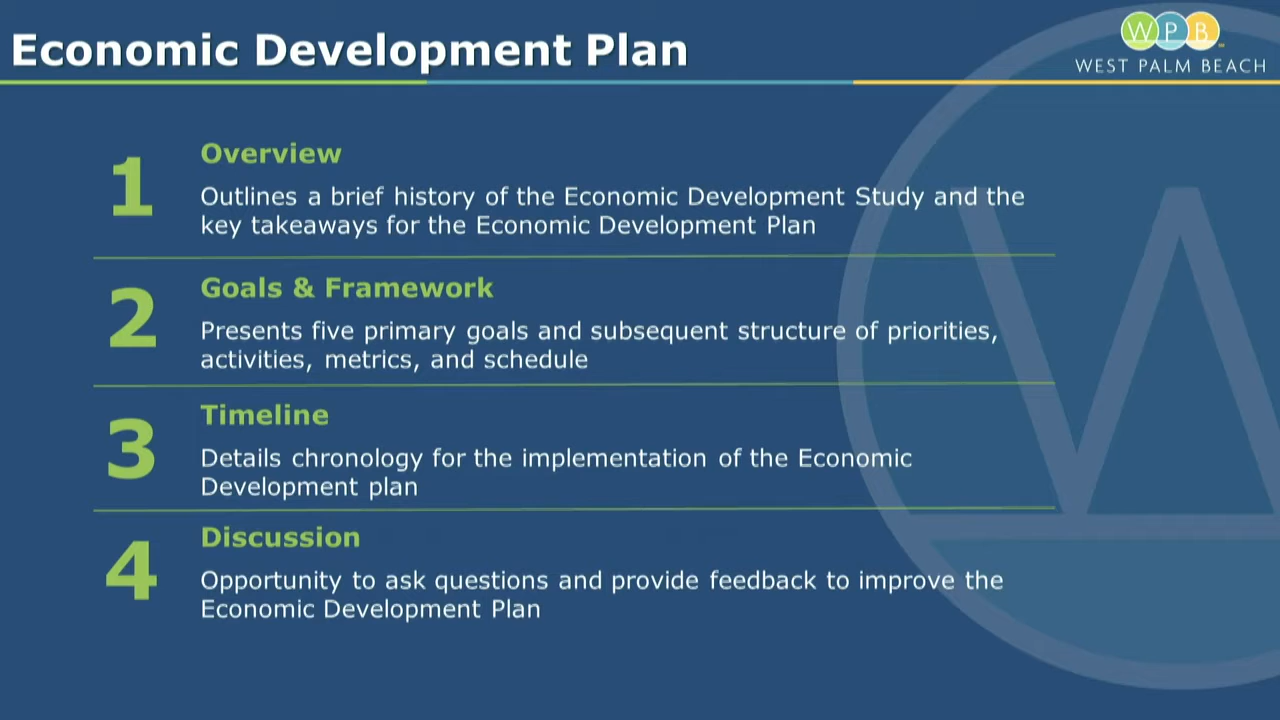 Economic Development Plan
WPB
WEST PALM BEACH
1
Overview
Outlines a brief history of the Economic Development Study and the
key takeaways for the Economic Development Plan
2
Goals & Framework
Presents five primary goals and subsequent structure of priorities,
activities, metrics, and schedule
3
Timeline
Details chronology for the implementation of the Economic
Development plan
4
Discussion
Opportunity to ask questions and provide feedback to improve the
Economic Development Plan